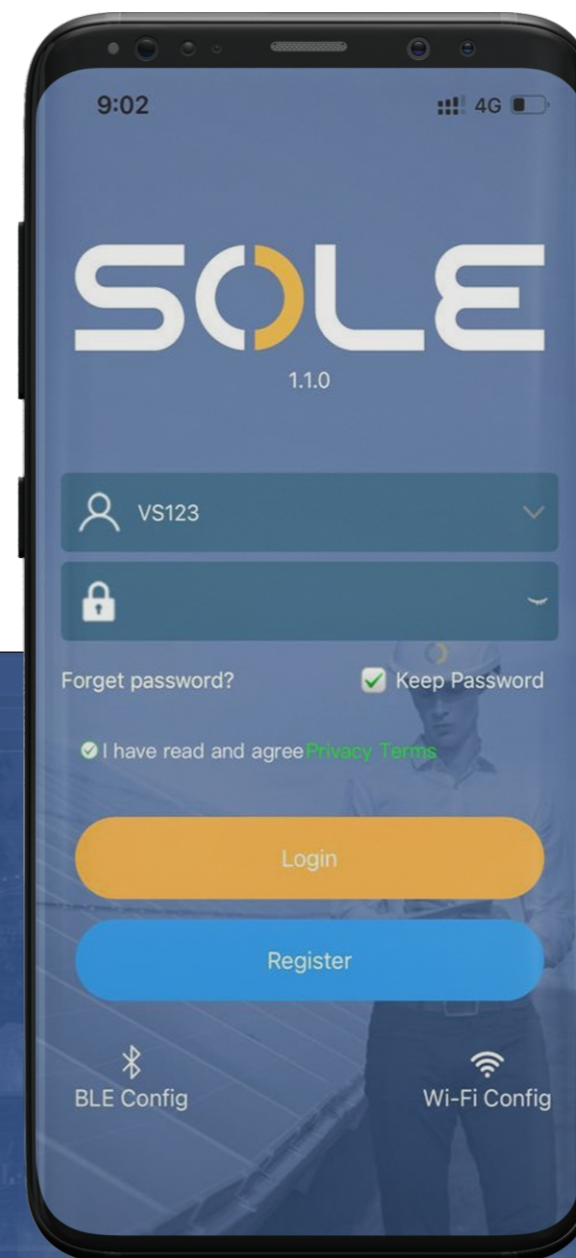 9:02
4G
SOLE
1.1.0
VS123
Forget password?
Keep Password
I have read and agree Privacy Terms
Login
Register
BLE Config
Wi-Fi Config